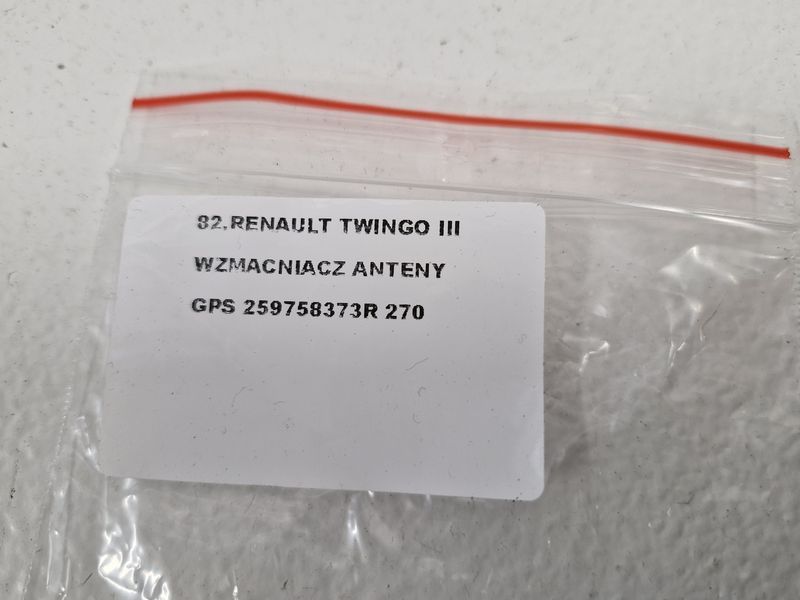 82.RENAULT TWINGO III
WZMACNIACZ ANTENY
GPS 259758373R 270